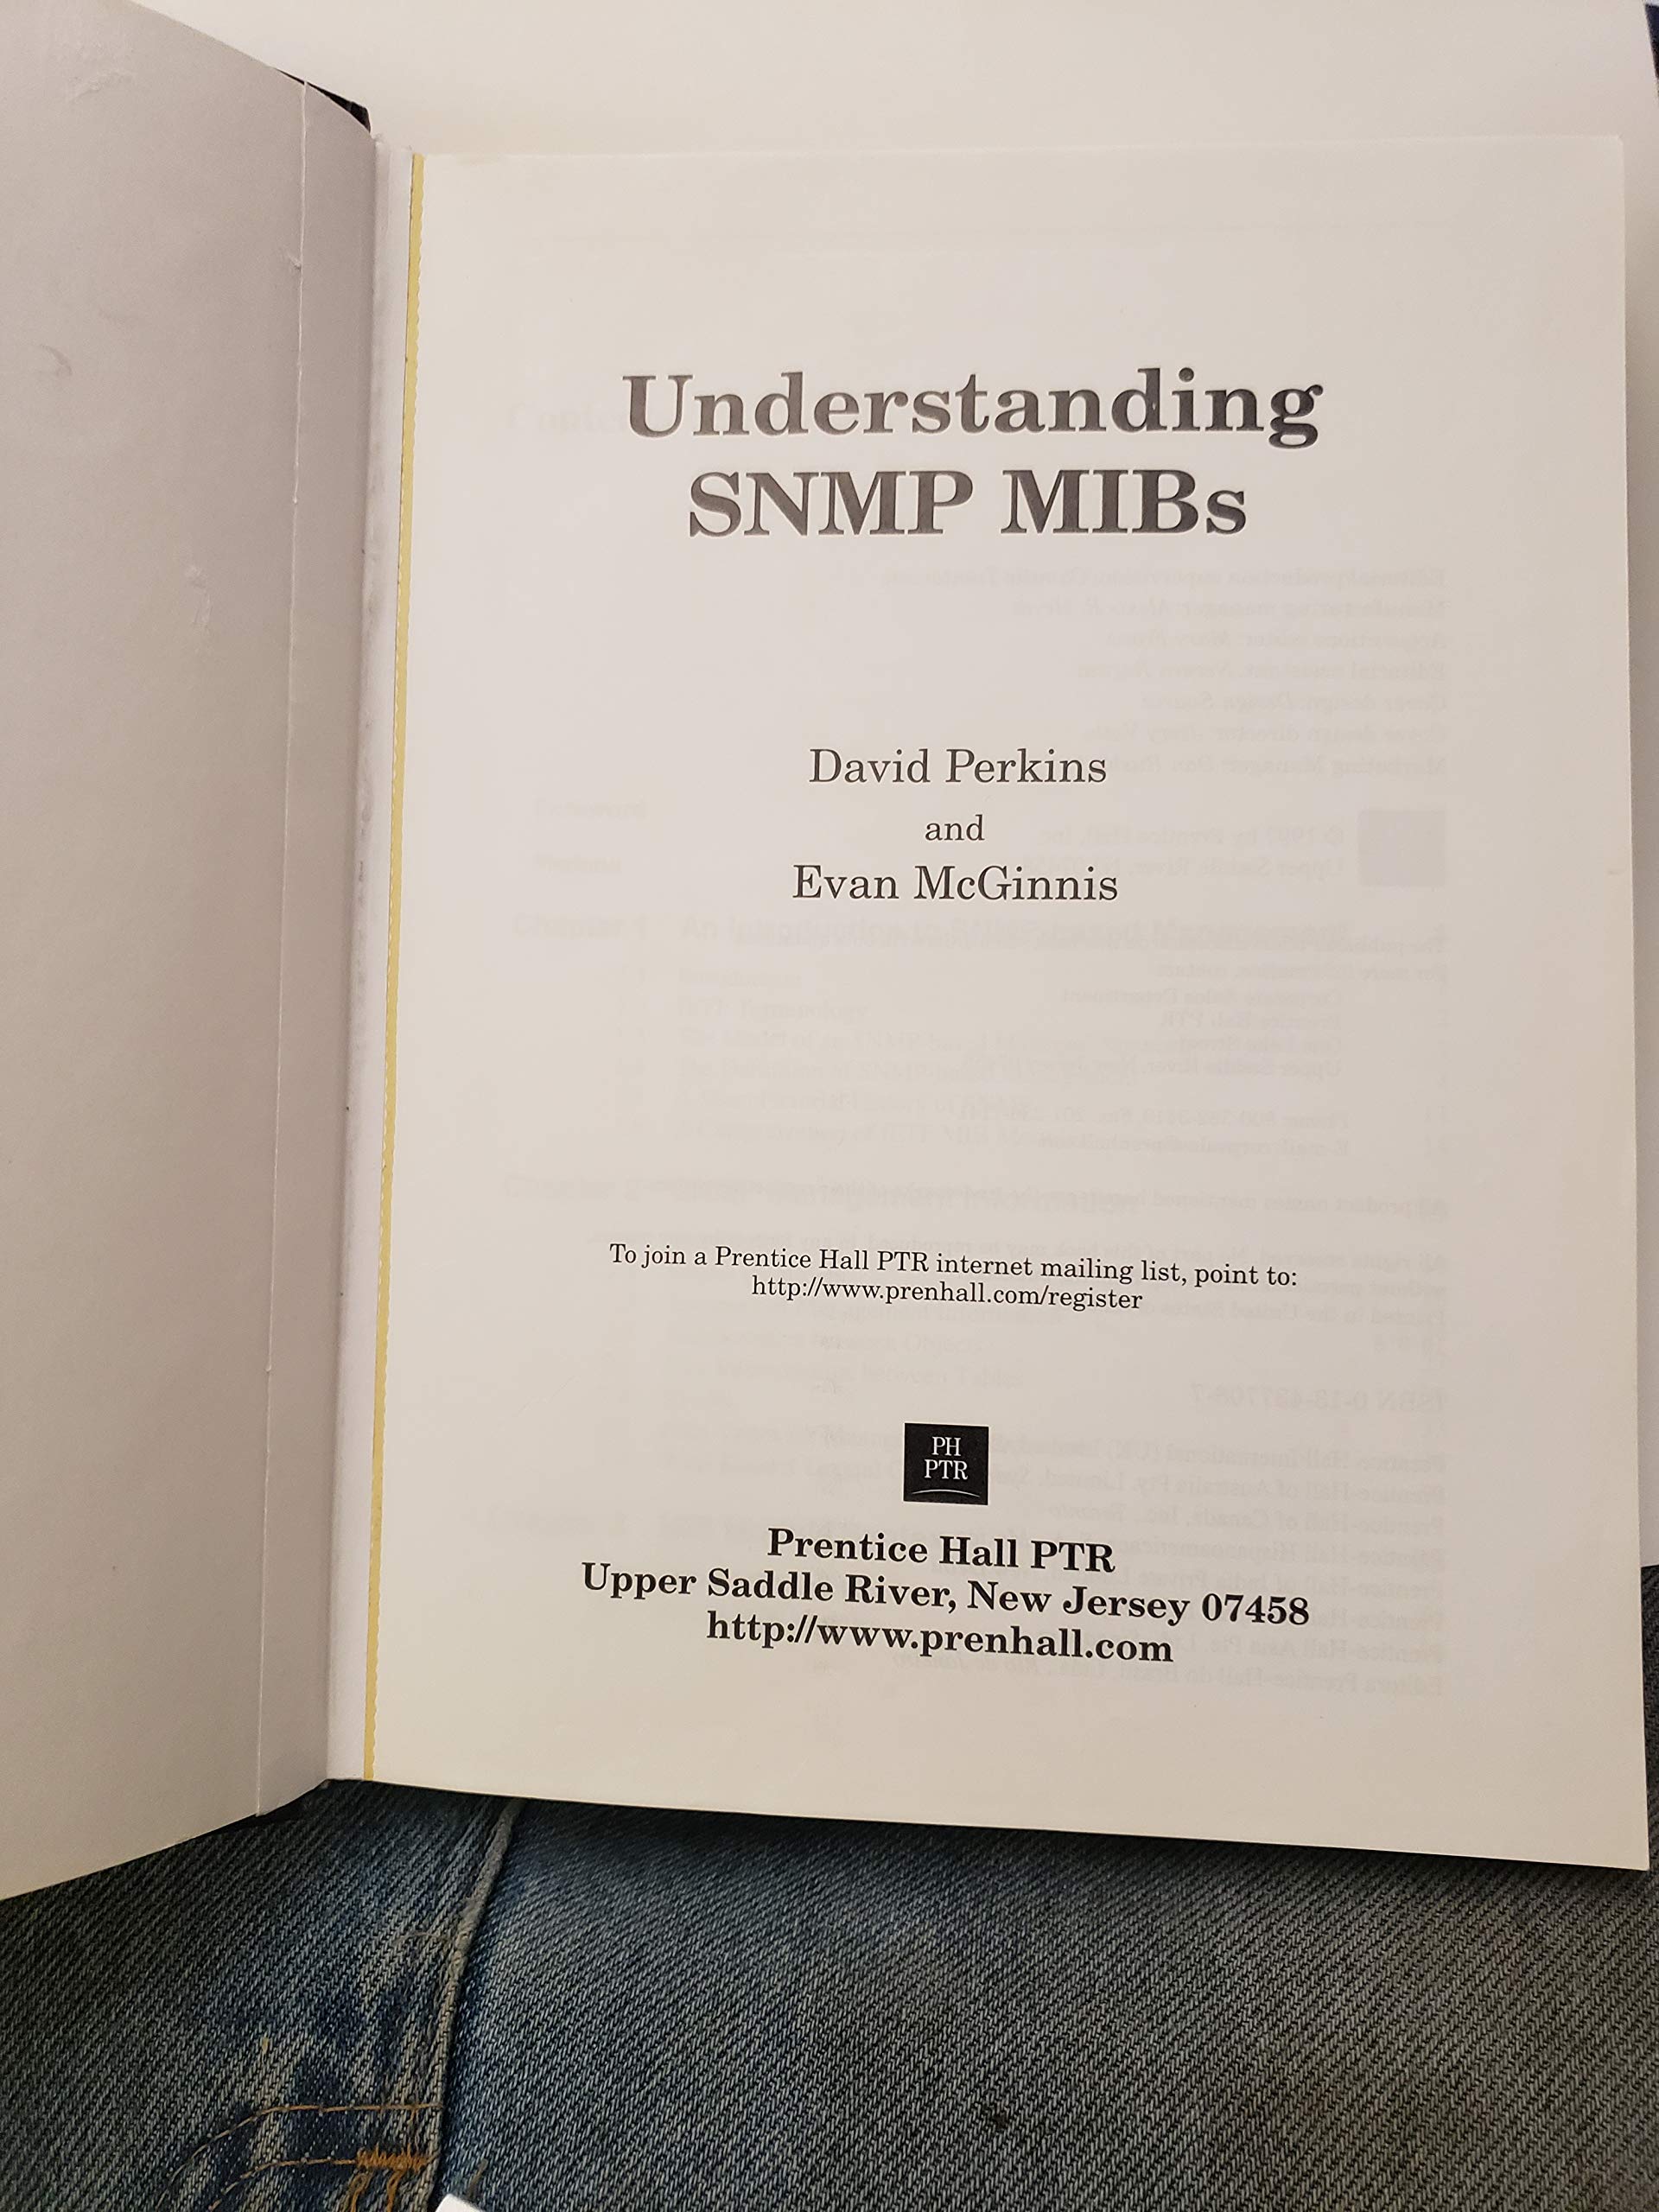 Understanding
SNMP MIBs
David Perkins
and
Evan McGinnis
To join a Prentice Hall PTR internet mailing list, point to:
http://www.prenhall.com/register
PH
PTR
Prentice Hall PTR
Upper Saddle River, New Jersey 07458
http://www.prenhall.com